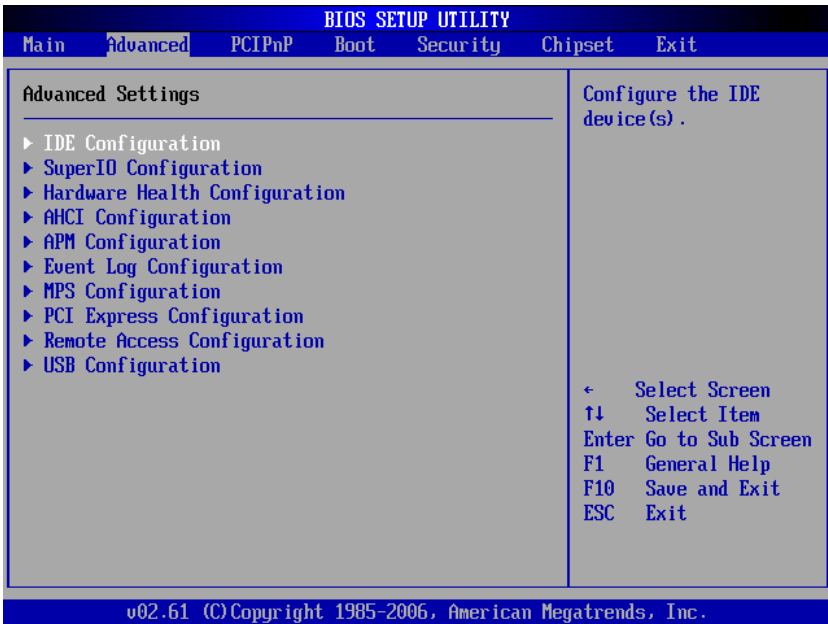 BIOS SETUP UTILITY
Main Advanced PCIPnP Boot Security Chipset Exit
Advanced Settings
IDE Configuration
SuperIO Configuration
Hardware Health Configuration
AHCI Configuration
APM Configuration
Event Log Configuration
MPS Configuration
PCI Express Configuration
Remote Access Configuration
USB Configuration
Configure the IDE
device(s).
← Select Screen
↑↓ Select Item
Enter Go to Sub Screen
F1 General Help
F10 Save and Exit
ESC Exit
v02.61 (C)Copyright 1985-2006, American Megatrends, Inc.